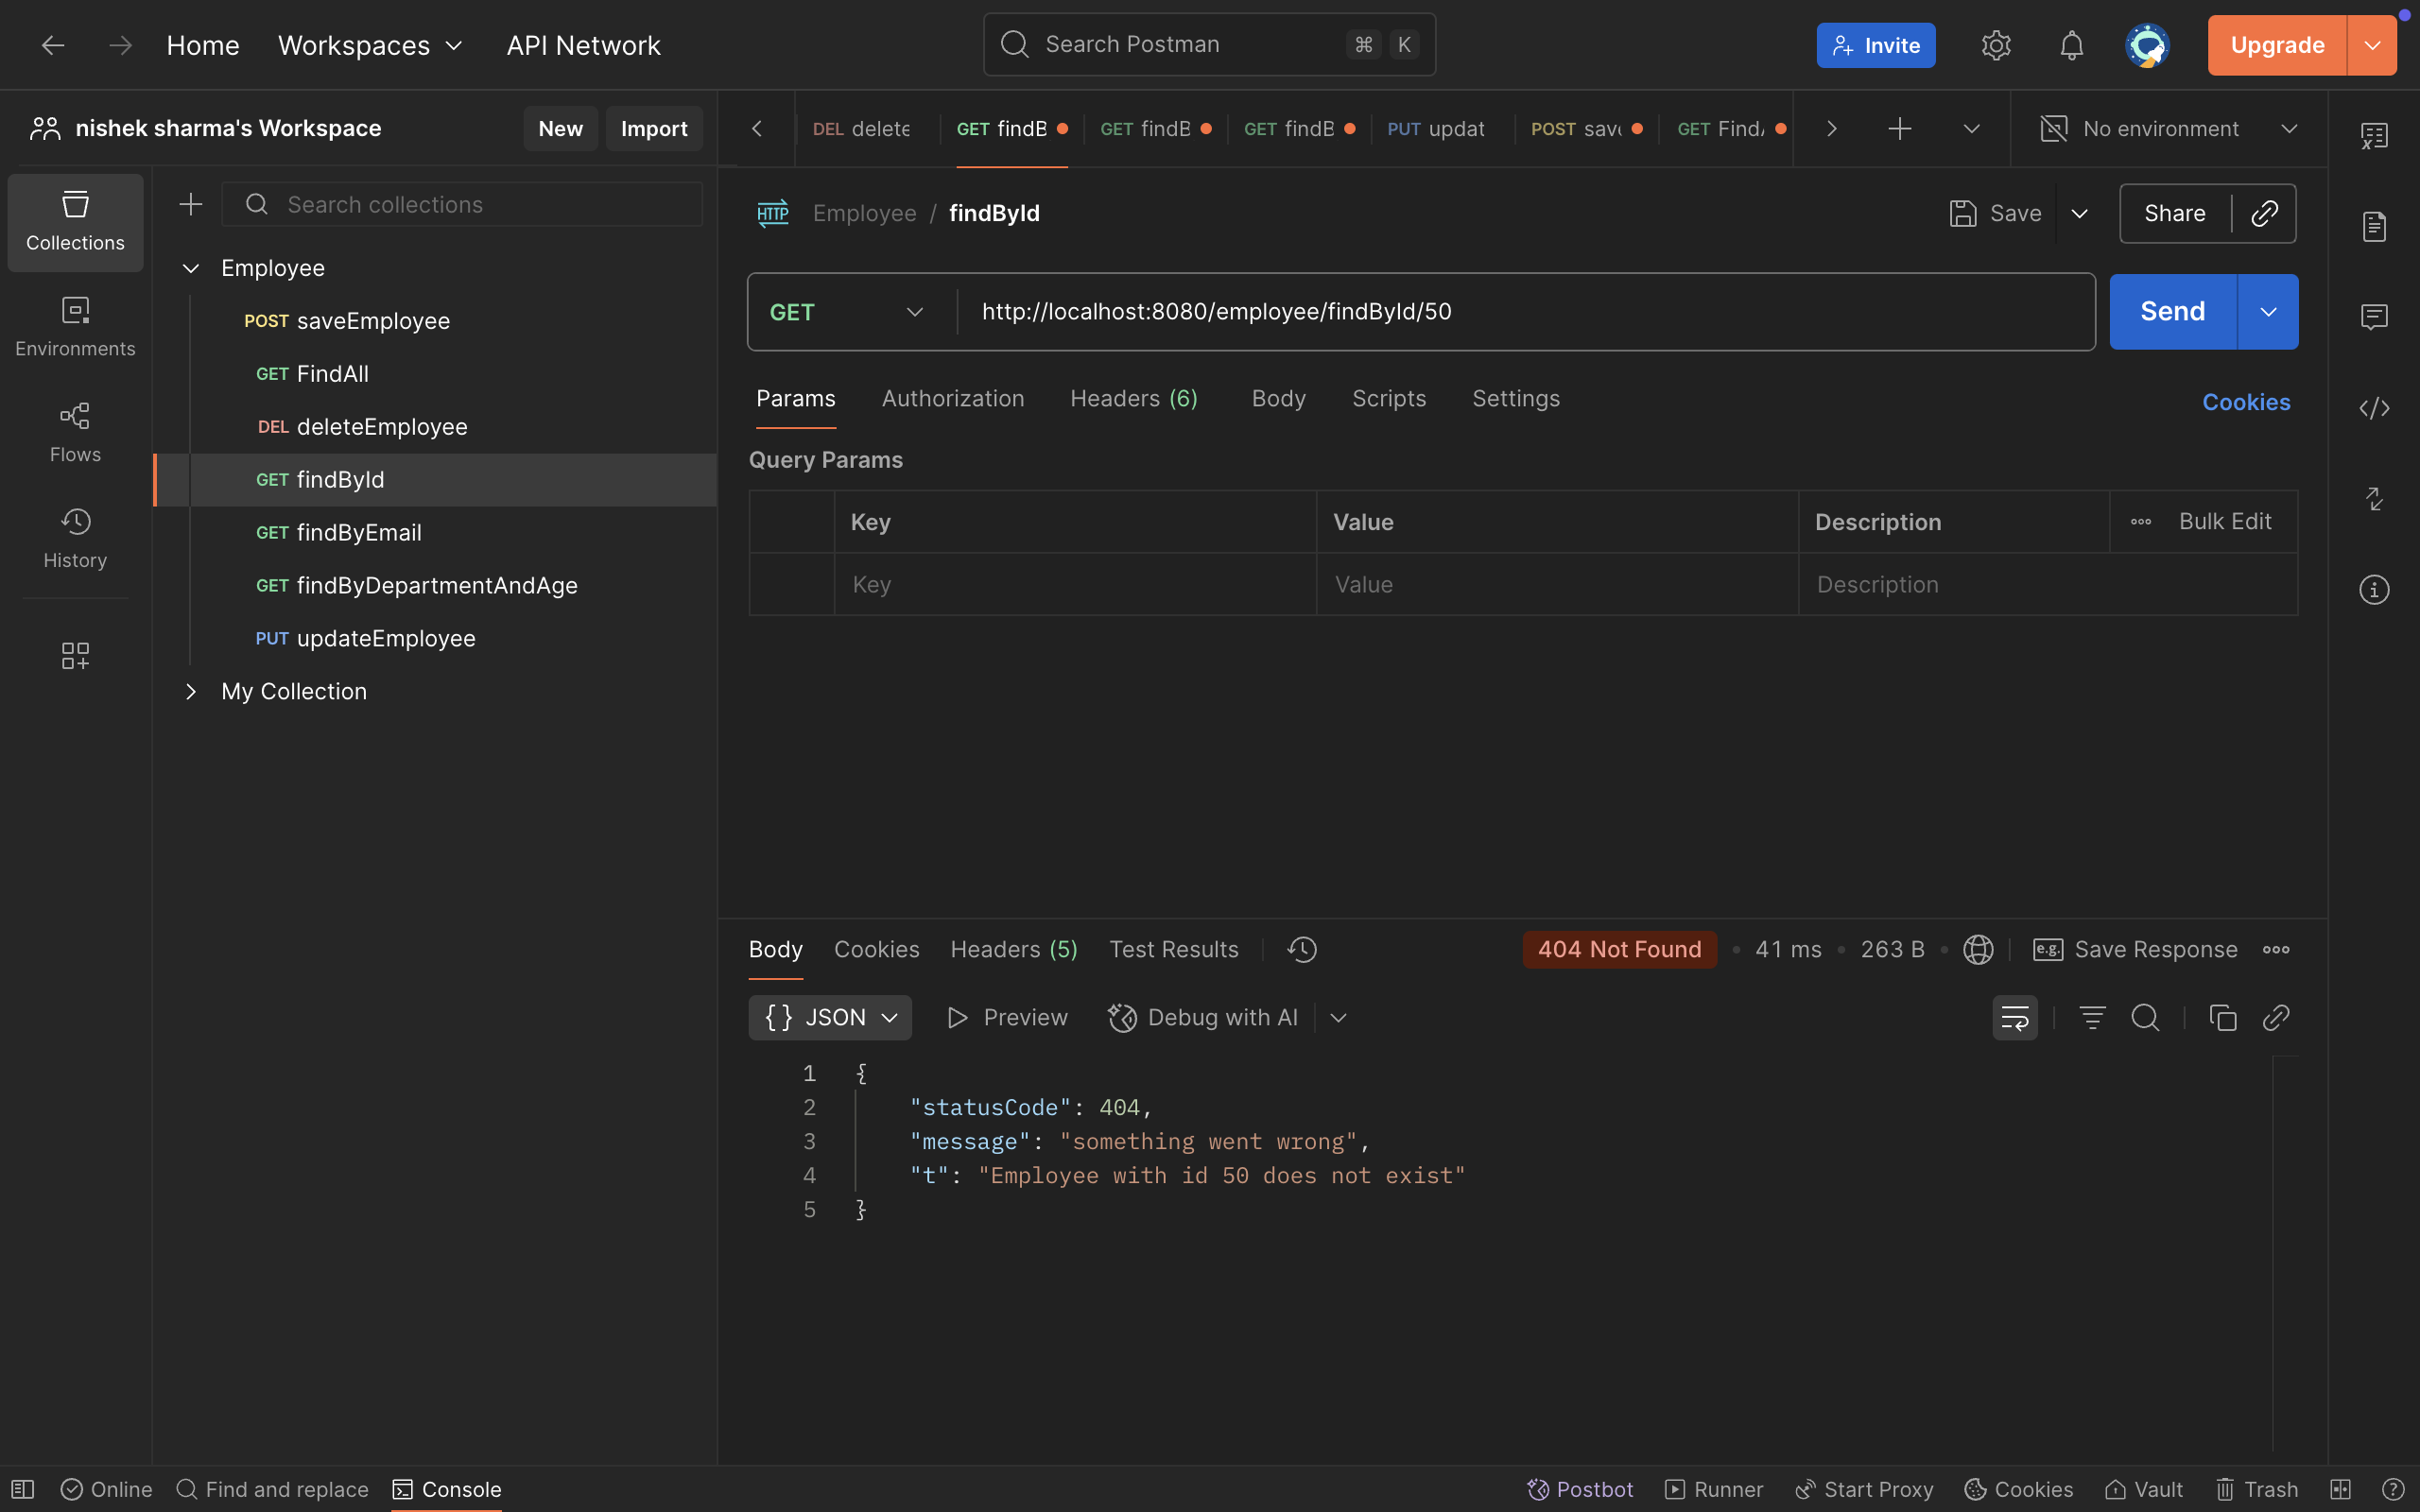 Home Workspaces API Network
Search Postman ⌘ K
Invite
Upgrade
nishek sharma's Workspace
New Import
DEL delete
GET findB
GET findB
GET findB
PUT updat
POST save
GET FindA
No environment
Collections
Environments
Flows
History
Search collections
Employee
POST saveEmployee
GET FindAll
DEL deleteEmployee
GET findById
GET findByEmail
GET findByDepartmentAndAge
PUT updateEmployee
My Collection
HTTP Employee / findById
Save
Share
GET http://localhost:8080/employee/findById/50
Send
Params Authorization Headers (6) Body Scripts Settings
Cookies
Query Params
Key Value Description Bulk Edit
Key Value Description
Body Cookies Headers (5) Test Results
404 Not Found • 41 ms • 263 B •
e.g. Save Response
{} JSON Preview Debug with AI
1 {
2 "statusCode": 404,
3 "message": "something went wrong",
4 "t": "Employee with id 50 does not exist"
5 }
Online Find and replace Console
Postbot Runner Start Proxy Cookies Vault Trash